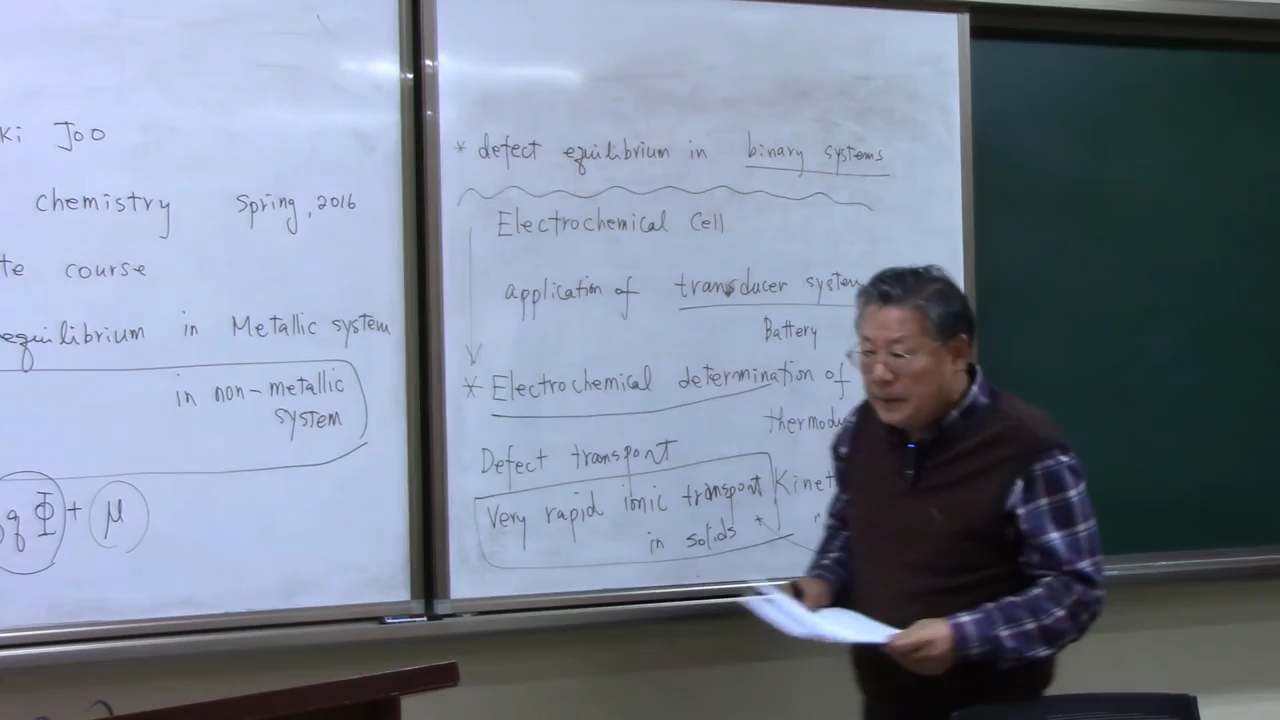 Ki JOO
chemistry Spring, 2016
te course
equilibrium in Metallic system
in non-metallic
system
q Φ + μ
* defect equilibrium in binary systems
Electrochemical Cell
application of transducer system
Battery
* Electrochemical determination of
thermodu
Defect transport
Very rapid ionic transport Kinet
in solids +